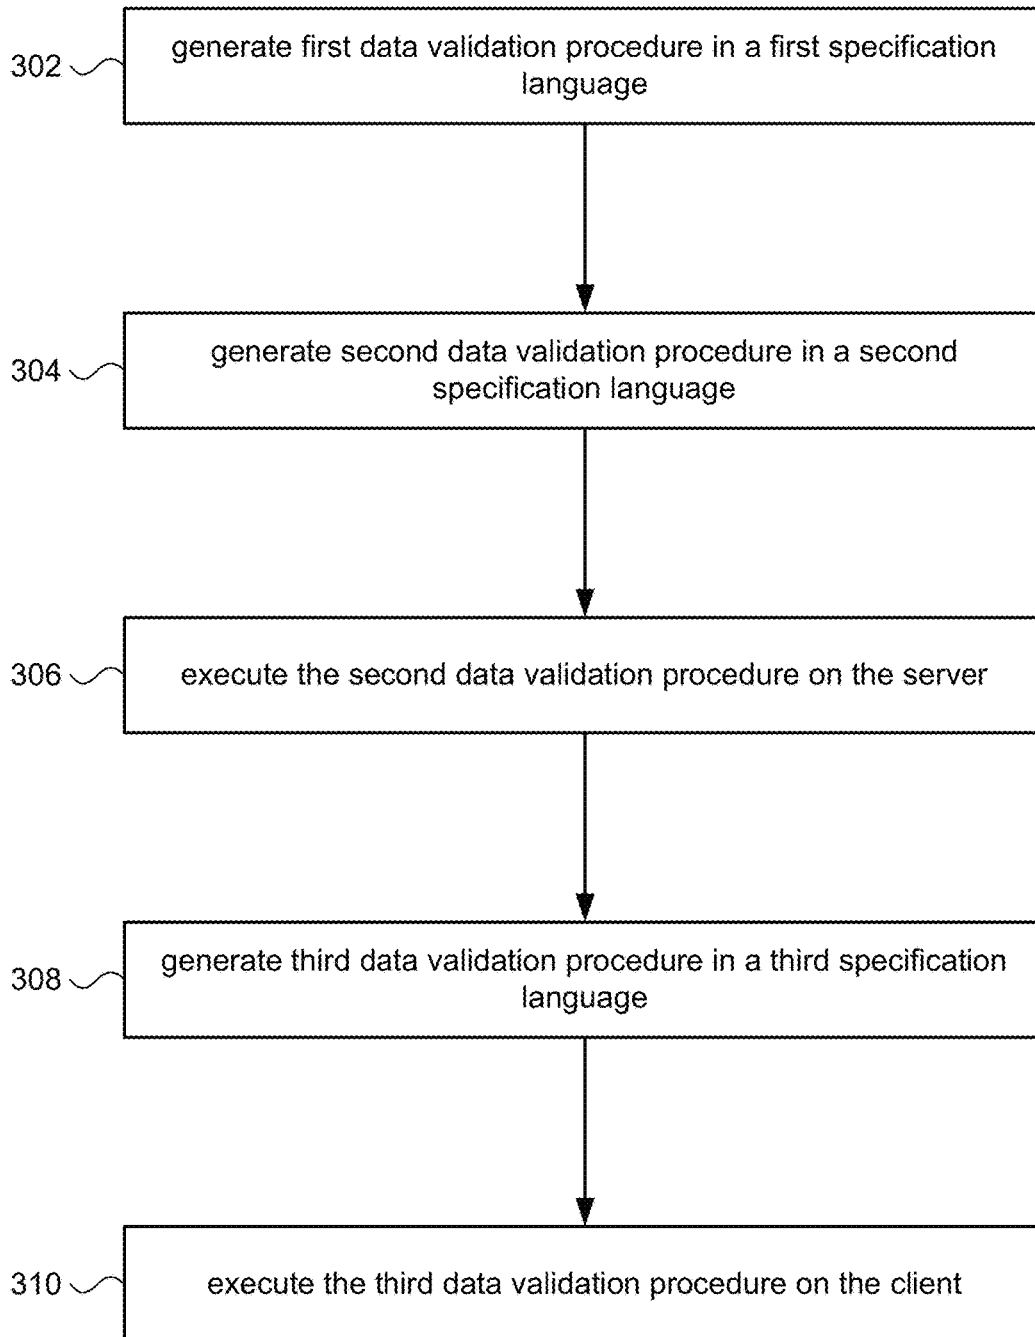 302
generate first data validation procedure in a first specification
language
304
generate second data validation procedure in a second
specification language
306
execute the second data validation procedure on the server
308
generate third data validation procedure in a third specification
language
310
execute the third data validation procedure on the client